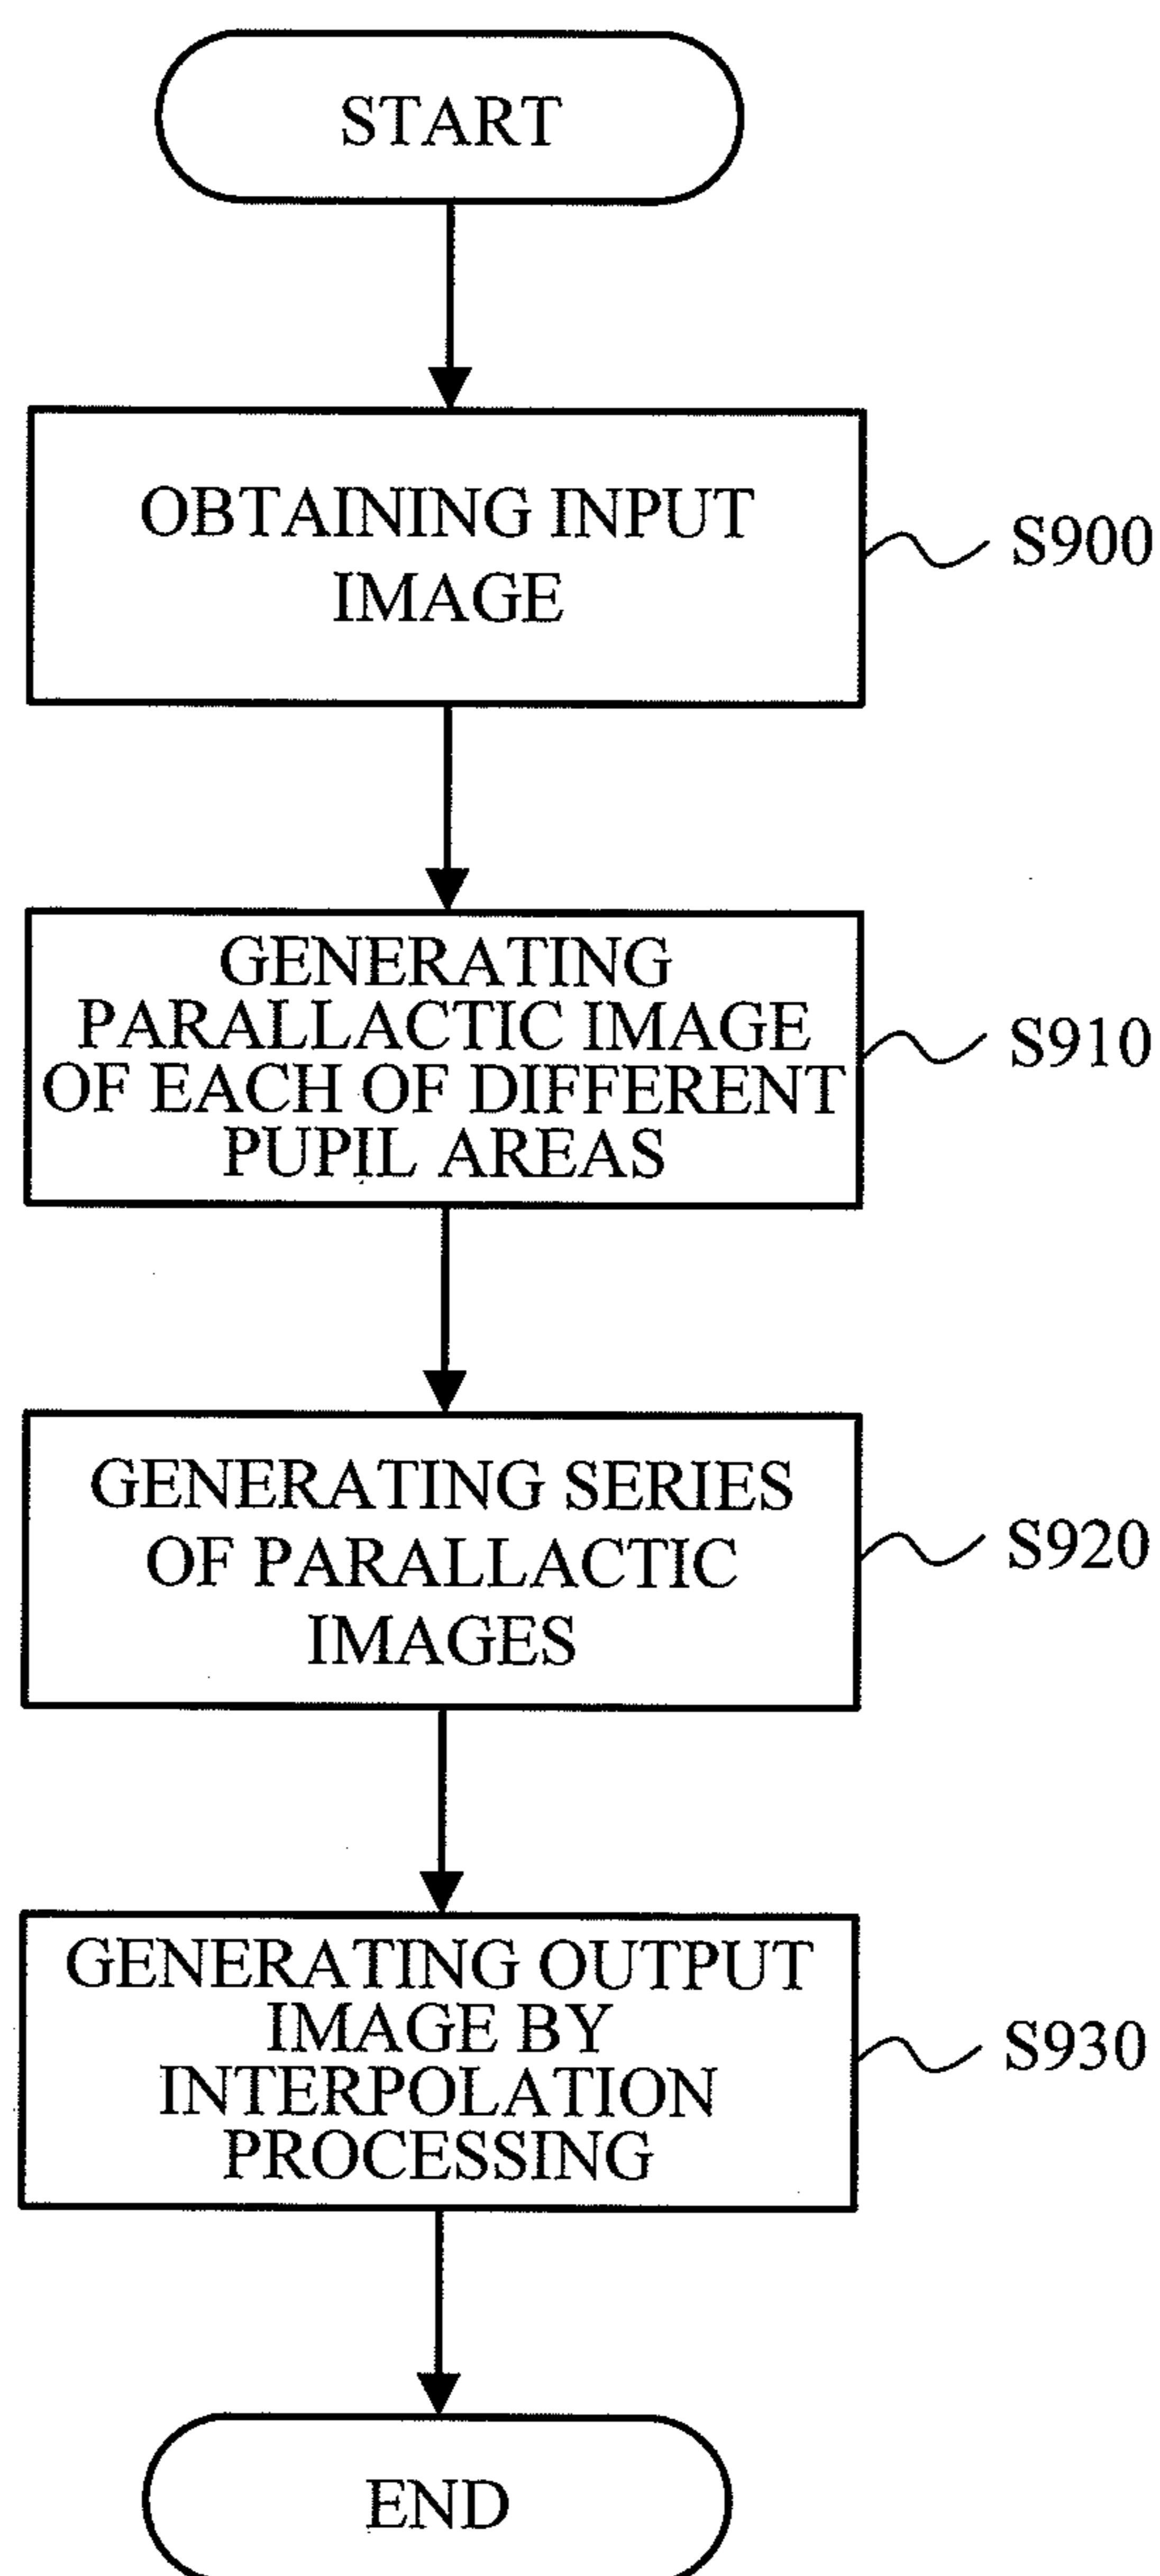 START
OBTAINING INPUT
IMAGE
S900
GENERATING
PARALLACTIC IMAGE
OF EACH OF DIFFERENT
PUPIL AREAS
S910
GENERATING SERIES
OF PARALLACTIC
IMAGES
S920
GENERATING OUTPUT
IMAGE BY
INTERPOLATION
PROCESSING
S930
END